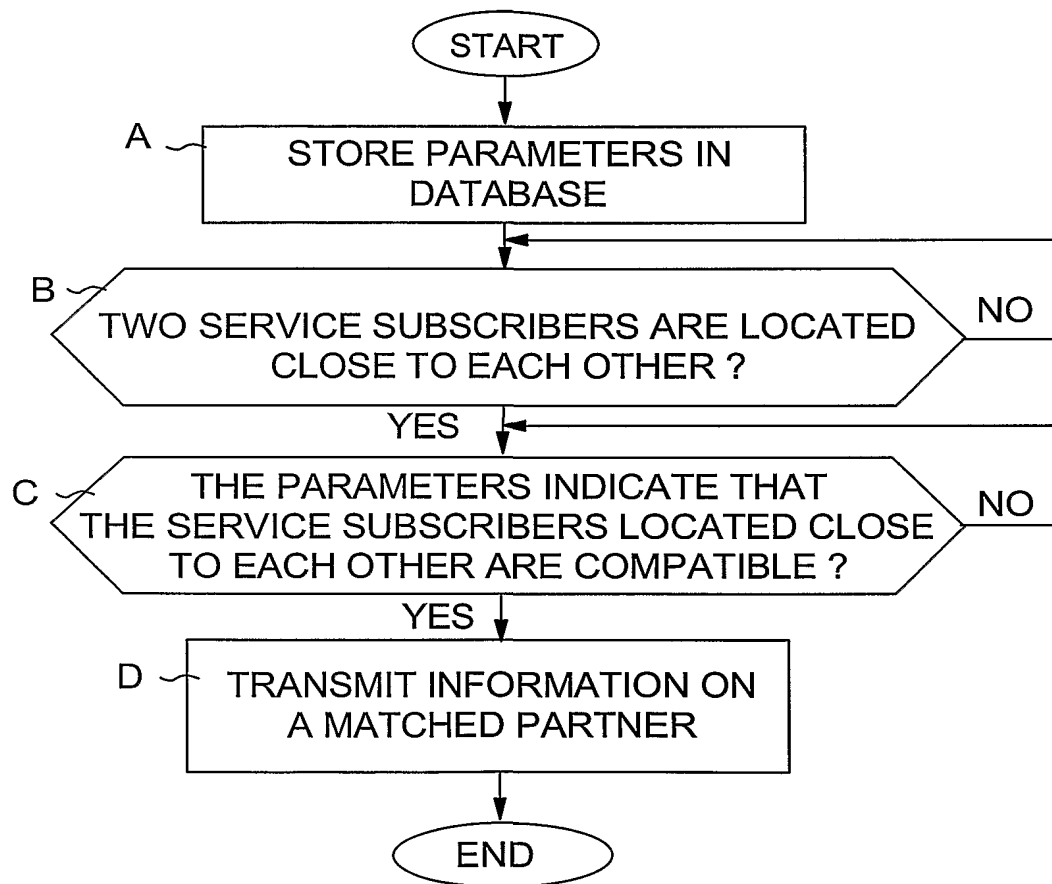 START
A
STORE PARAMETERS IN
DATABASE
B
TWO SERVICE SUBSCRIBERS ARE LOCATED
CLOSE TO EACH OTHER ?
NO
YES
C
THE PARAMETERS INDICATE THAT
THE SERVICE SUBSCRIBERS LOCATED CLOSE
TO EACH OTHER ARE COMPATIBLE ?
NO
YES
D
TRANSMIT INFORMATION ON
A MATCHED PARTNER
END